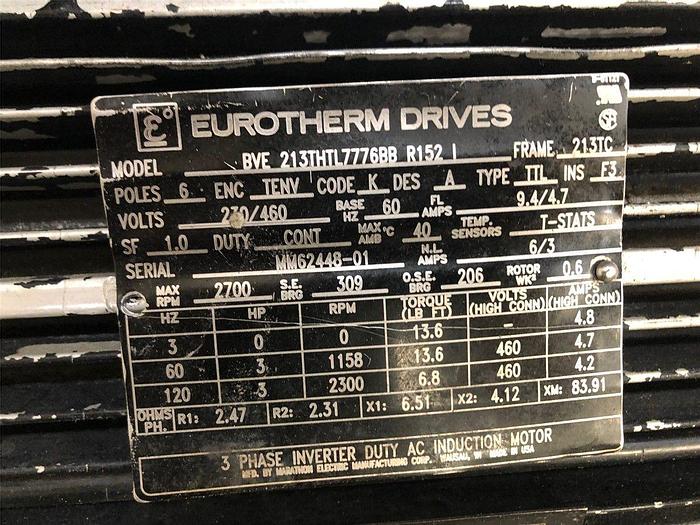 EUROTHERM DRIVES
MODEL BVE 213THTL7776BB R152 FRAME 213TC
POLES 6 ENC TENV CODE K DES A TYPE TTL INS F3
VOLTS 230/460 BASE HZ 60 FL AMPS 9.4/4.7
SF 1.0 DUTY CONT MAX AMB °C 40 TEMP. SENSORS T-STATS
SERIAL MM62448-01 N.L. AMPS 6/3
MAX RPM 2700 S.E. BRG 309 O.S.E. BRG 206 ROTOR WK² 0.6
HZ HP RPM TORQUE (LB FT) VOLTS (HIGH CONN) AMPS (HIGH CONN)
3 0 0 13.6 - 4.8
60 3 1158 13.6 460 4.7
120 3 2300 6.8 460 4.2
OHMS PH. R1: 2.47 R2: 2.31 X1: 6.51 X2: 4.12 XM: 83.91
3 PHASE INVERTER DUTY AC INDUCTION MOTOR
MFD. BY MARATHON ELECTRIC MANUFACTURING CORP. WAUSAU, WI MADE IN USA